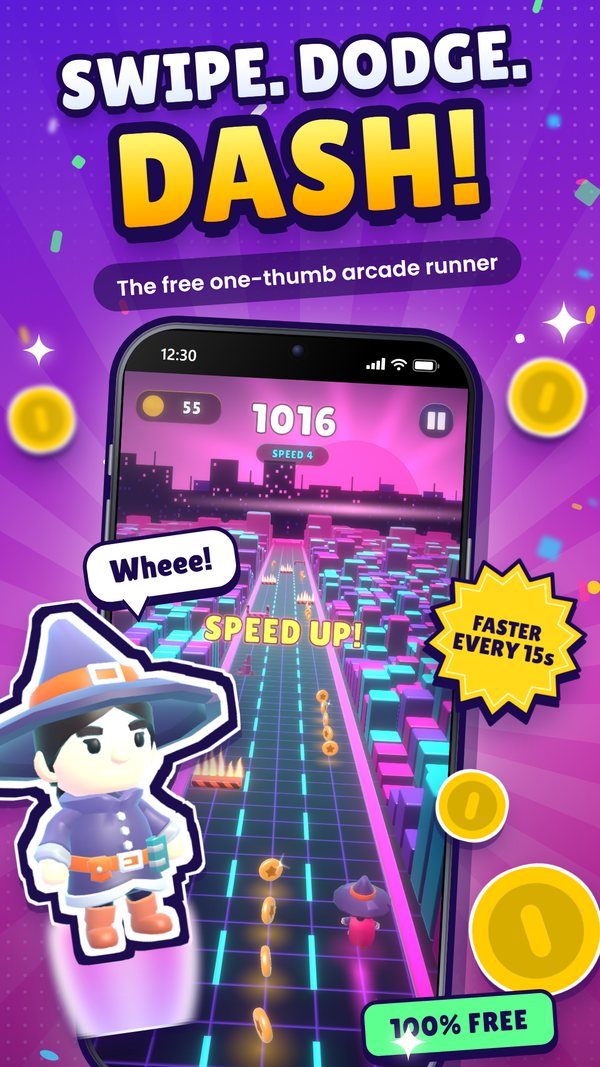 SWIPE. DODGE.
DASH!
The free one-thumb arcade runner
12:30
55
1016
SPEED 4
Wheee!
SPEED UP!
FASTER
EVERY 15s
100% FREE